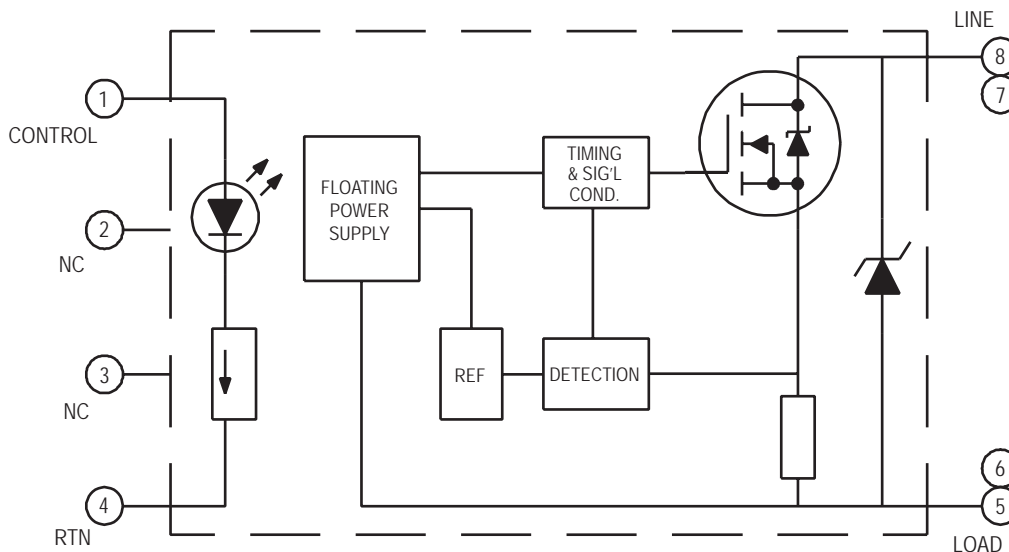 LINE
8
7
1
CONTROL
FLOATING
POWER
SUPPLY
TIMING
& SIG'L
COND.
2
NC
3
NC
REF
DETECTION
4
RTN
6
5
LOAD